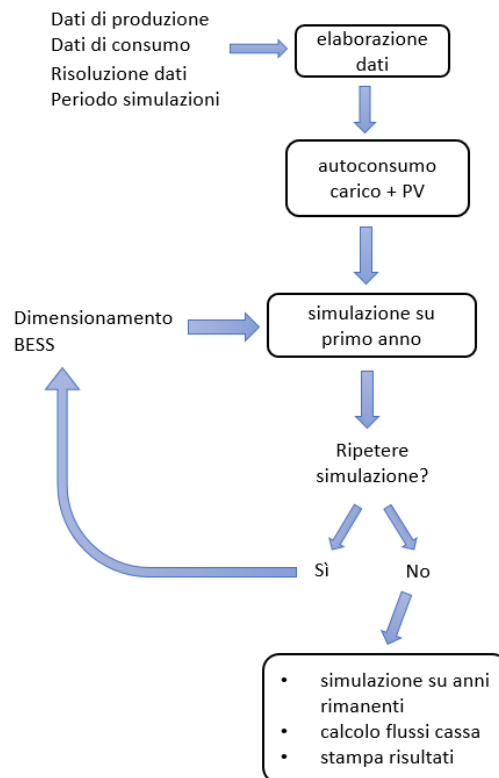 Dati di produzione
Dati di consumo
Risoluzione dati
Periodo simulazioni
elaborazione
dati
autoconsumo
carico + PV
Dimensionamento
BESS
simulazione su
primo anno
Ripetere
simulazione?
Sì
No
• simulazione su anni
rimanenti
• calcolo flussi cassa
• stampa risultati